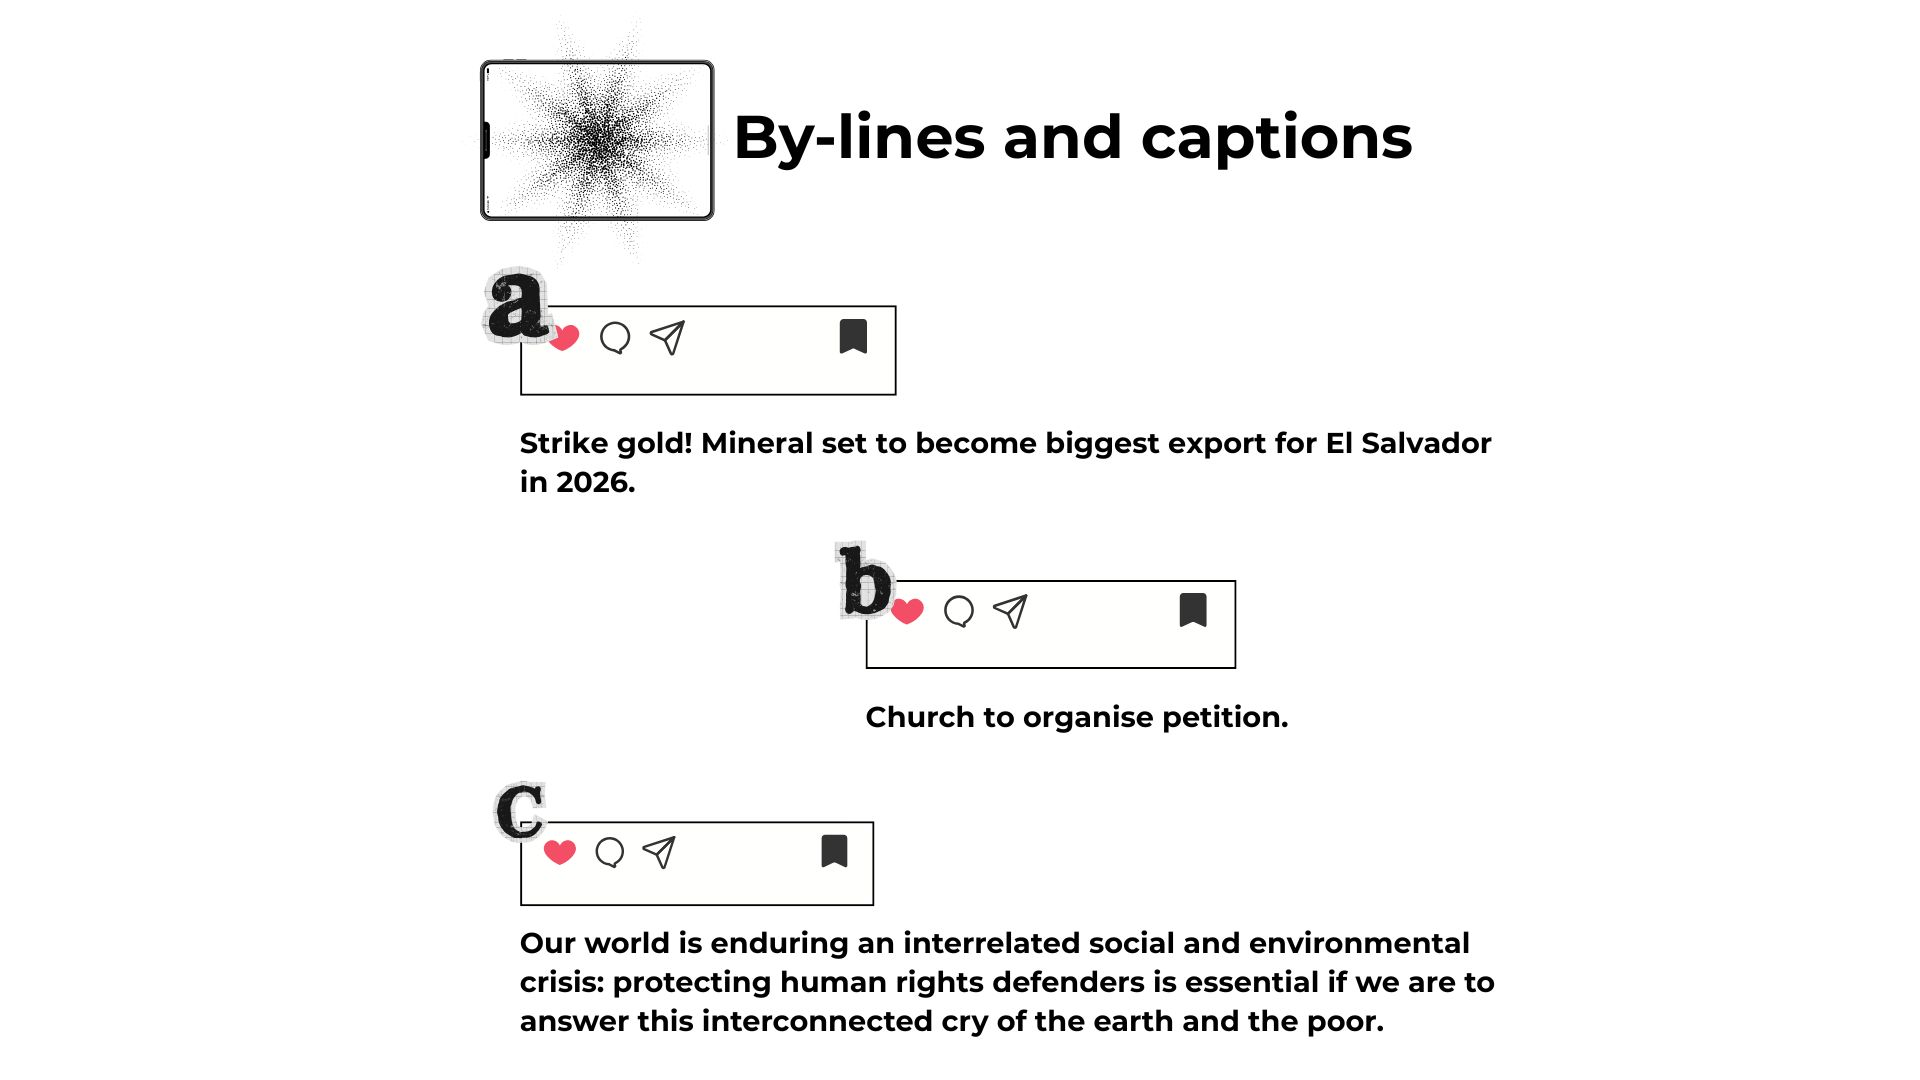 By-lines and captions
a
Strike gold! Mineral set to become biggest export for El Salvador
in 2026.
b
Church to organise petition.
c
Our world is enduring an interrelated social and environmental
crisis: protecting human rights defenders is essential if we are to
answer this interconnected cry of the earth and the poor.